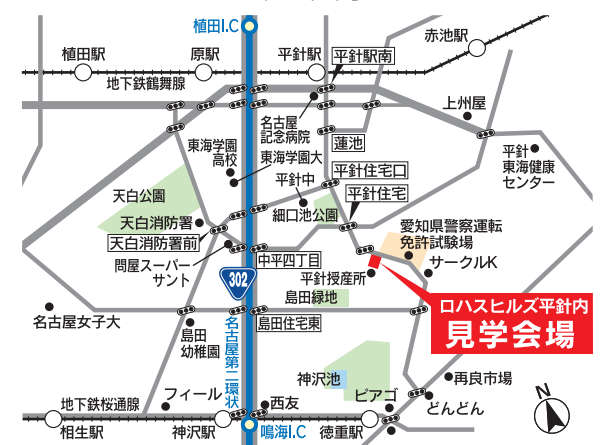 植田I.C
赤池駅
植田駅
原駅
平針駅
平針駅南
地下鉄鶴舞線
上州屋
名古屋
記念病院
蓮池
東海学園
高校
東海学園大
平針
東海健康
センター
平針住宅口
平針中
平針住宅
天白公園
細口池公園
天白消防署
愛知県警察運転
免許試験場
天白消防署前
問屋スーパー
サント
中平四丁目
サークルK
平針授産所
302
島田緑地
ロハスヒルズ平針内
見学会場
名古屋女子大
島田
幼稚園
名古屋第二環状
島田住宅東
神沢池
再良市場
フィール
西友
ピアゴ
どんどん
地下鉄桜通線
相生駅
神沢駅
鳴海I.C
徳重駅
N